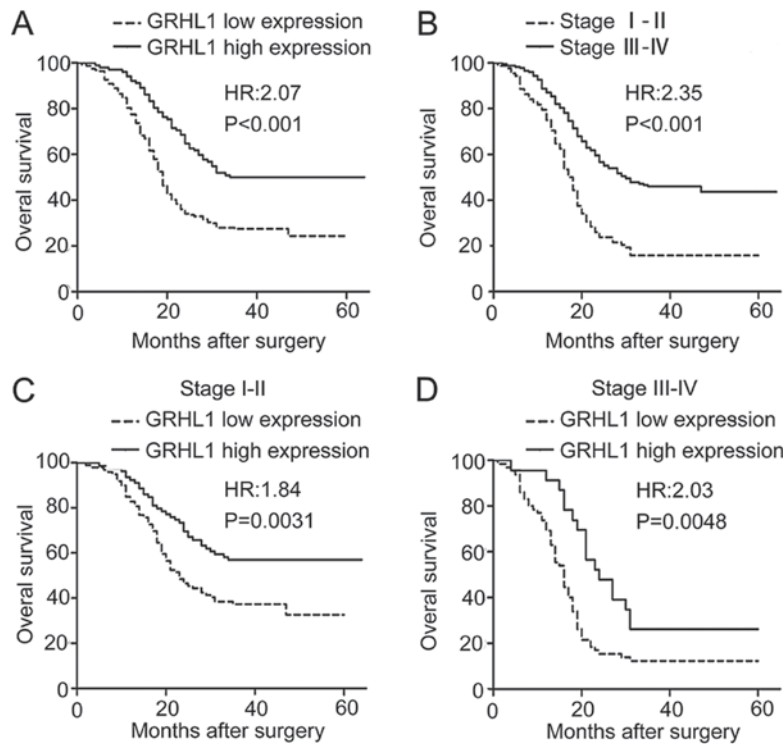 A
GRHL1 low expression
GRHL1 high expression
100
80
60
40
20
0
Overal survival
HR:2.07
P<0.001
0 20 40 60
Months after surgery
B
Stage I-II
Stage III-IV
100
80
60
40
20
0
Overal survival
HR:2.35
P<0.001
0 20 40 60
Months after surgery
C
Stage I-II
GRHL1 low expression
GRHL1 high expression
100
80
60
40
20
0
Overal survival
HR:1.84
P=0.0031
0 20 40 60
Months after surgery
D
Stage III-IV
GRHL1 low expression
GRHL1 high expression
100
80
60
40
20
0
Overal survival
HR:2.03
P=0.0048
0 20 40 60
Months after surgery